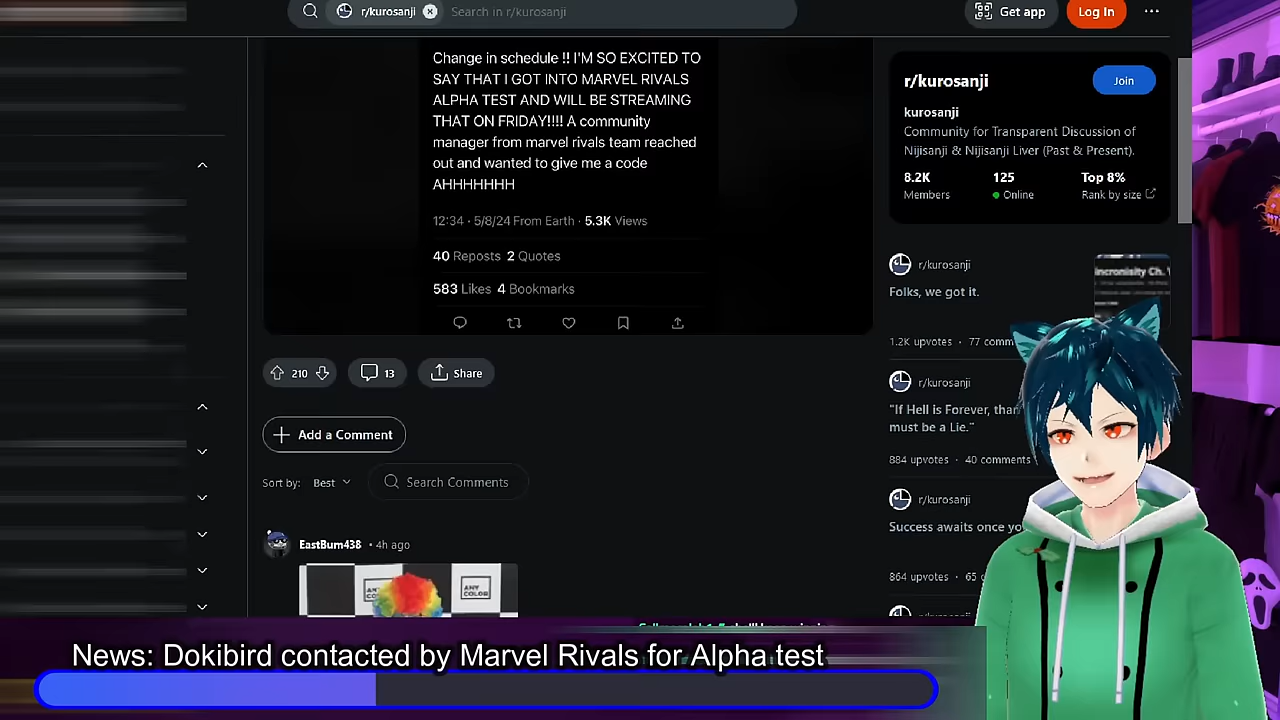 r/kurosanji
Search in r/kurosanji
Get app
Log In
Change in schedule !! I'M SO EXCITED TO
SAY THAT I GOT INTO MARVEL RIVALS
ALPHA TEST AND WILL BE STREAMING
THAT ON FRIDAY!!!! A community
manager from marvel rivals team reached
out and wanted to give me a code
AHHHHHHH
12:34 · 5/8/24 From Earth · 5.3K Views
40 Reposts 2 Quotes
583 Likes 4 Bookmarks
210
13
Share
Add a Comment
Sort by: Best
Search Comments
EastBum438 • 4h ago
ANY
COLOR
r/kurosanji
Join
kurosanji
Community for Transparent Discussion of
Nijisanji & Nijisanji Liver (Past & Present).
8.2K 125 Top 8%
Members Online Rank by size
r/kurosanji
Folks, we got it.
1.2K upvotes · 77 comm
r/kurosanji
"If Hell is Forever, than
must be a Lie."
884 upvotes · 40 comments
r/kurosanji
Success awaits once yo
864 upvotes · 65
News: Dokibird contacted by Marvel Rivals for Alpha test